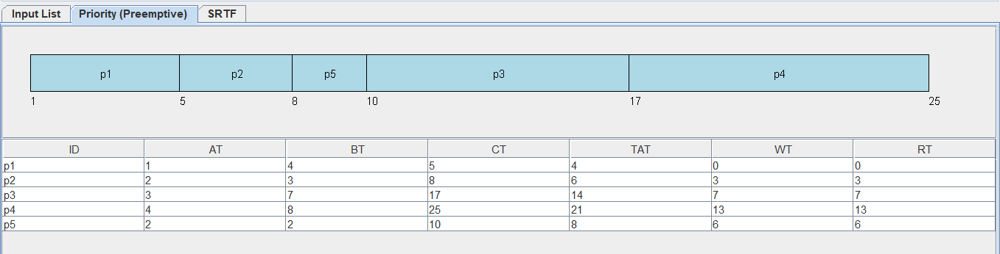 Input List Priority (Preemptive) SRTF
p1 p2 p5 p3 p4
1 5 8 10 17 25
ID AT BT CT TAT WT RT
p1 1 4 5 4 0 0
p2 2 3 8 6 3 3
p3 3 7 17 14 7 7
p4 4 8 25 21 13 13
p5 2 2 10 8 6 6